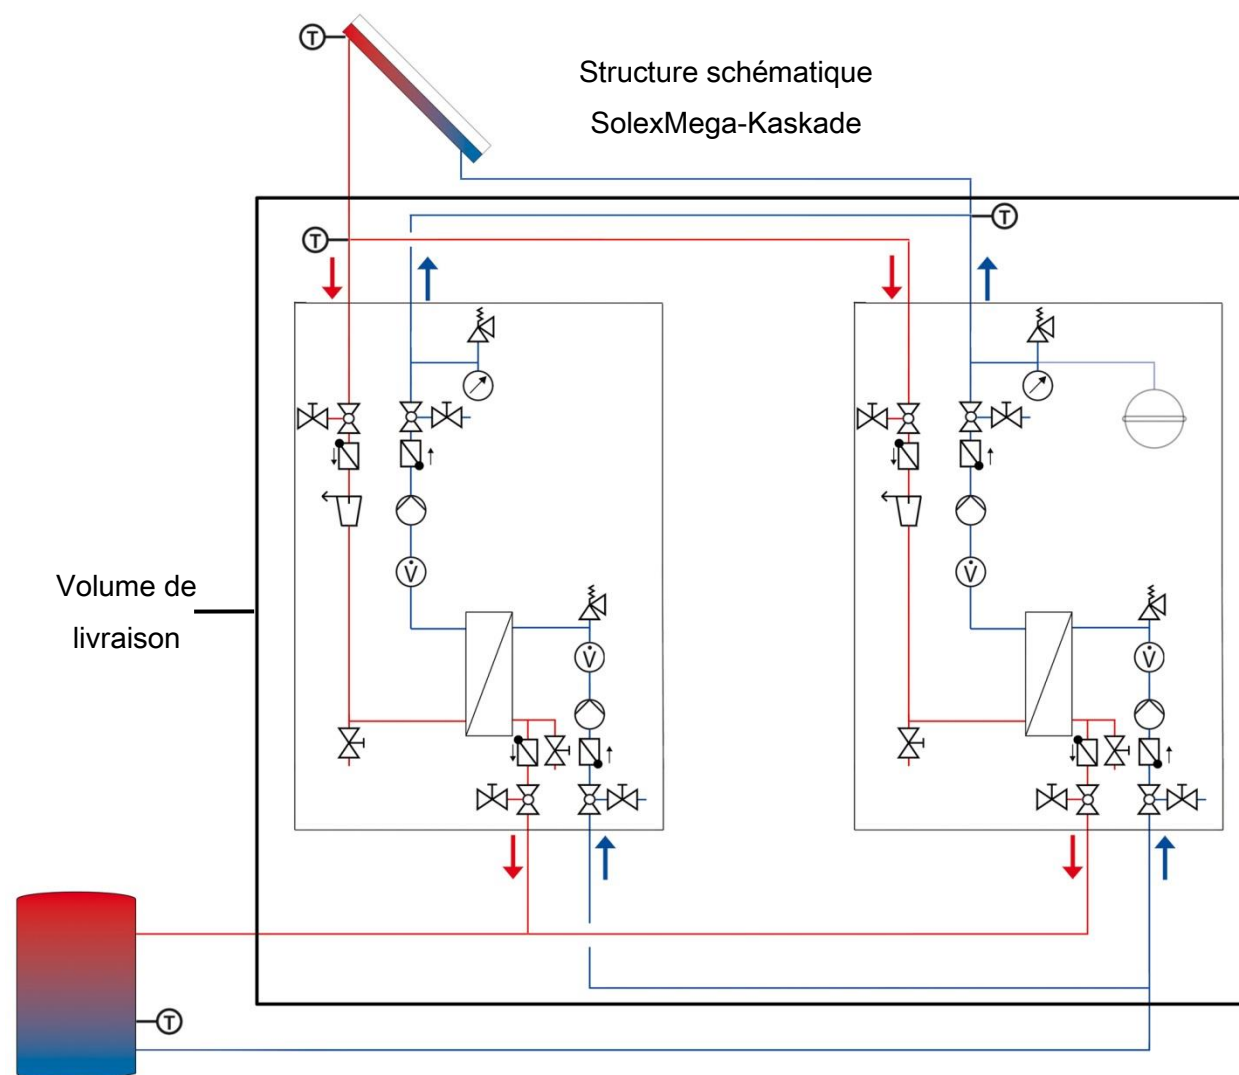 T
Structure schématique
SolexMega-Kaskade
T
T
V̇
V̇
Volume de
livraison
V̇
V̇
T